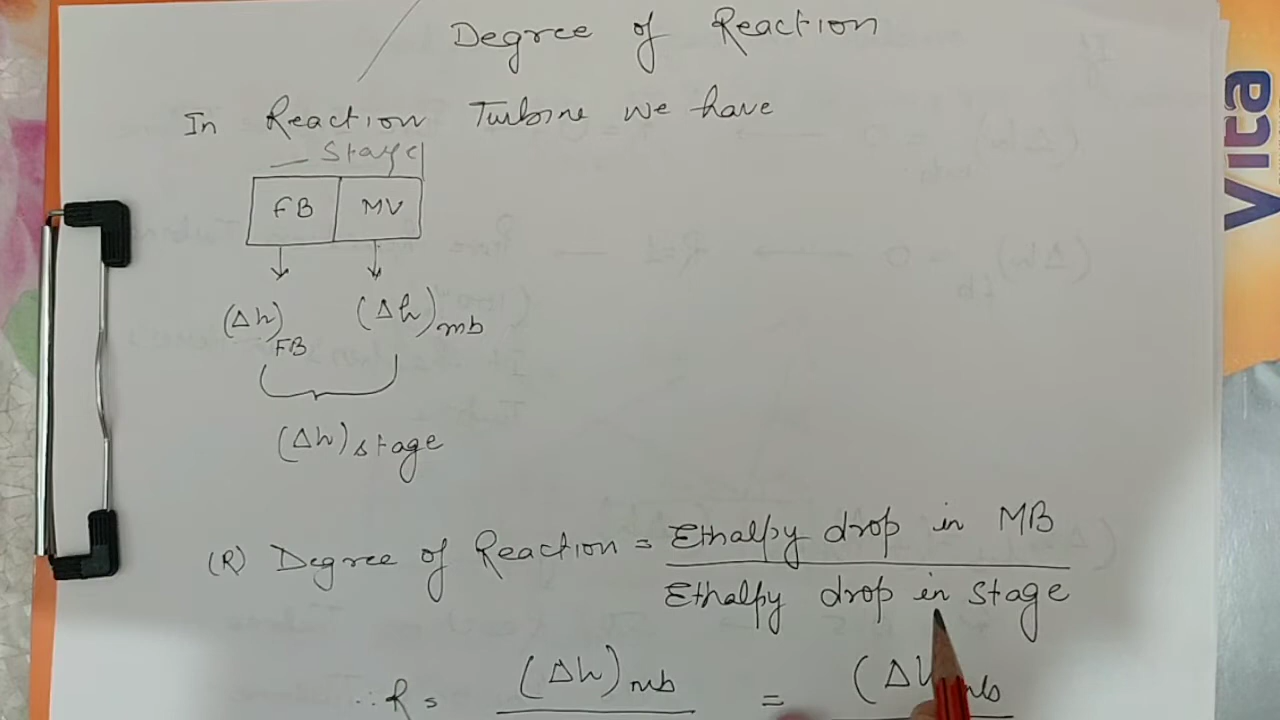 Degree of Reaction
In Reaction Turbine we have
Stage
FB MV
(Δh)FB (Δh)mb
(Δh)stage
(R) Degree of Reaction = Ethalpy drop in MB
Ethalpy drop in stage
∴ R = (Δh)mb =
Vita